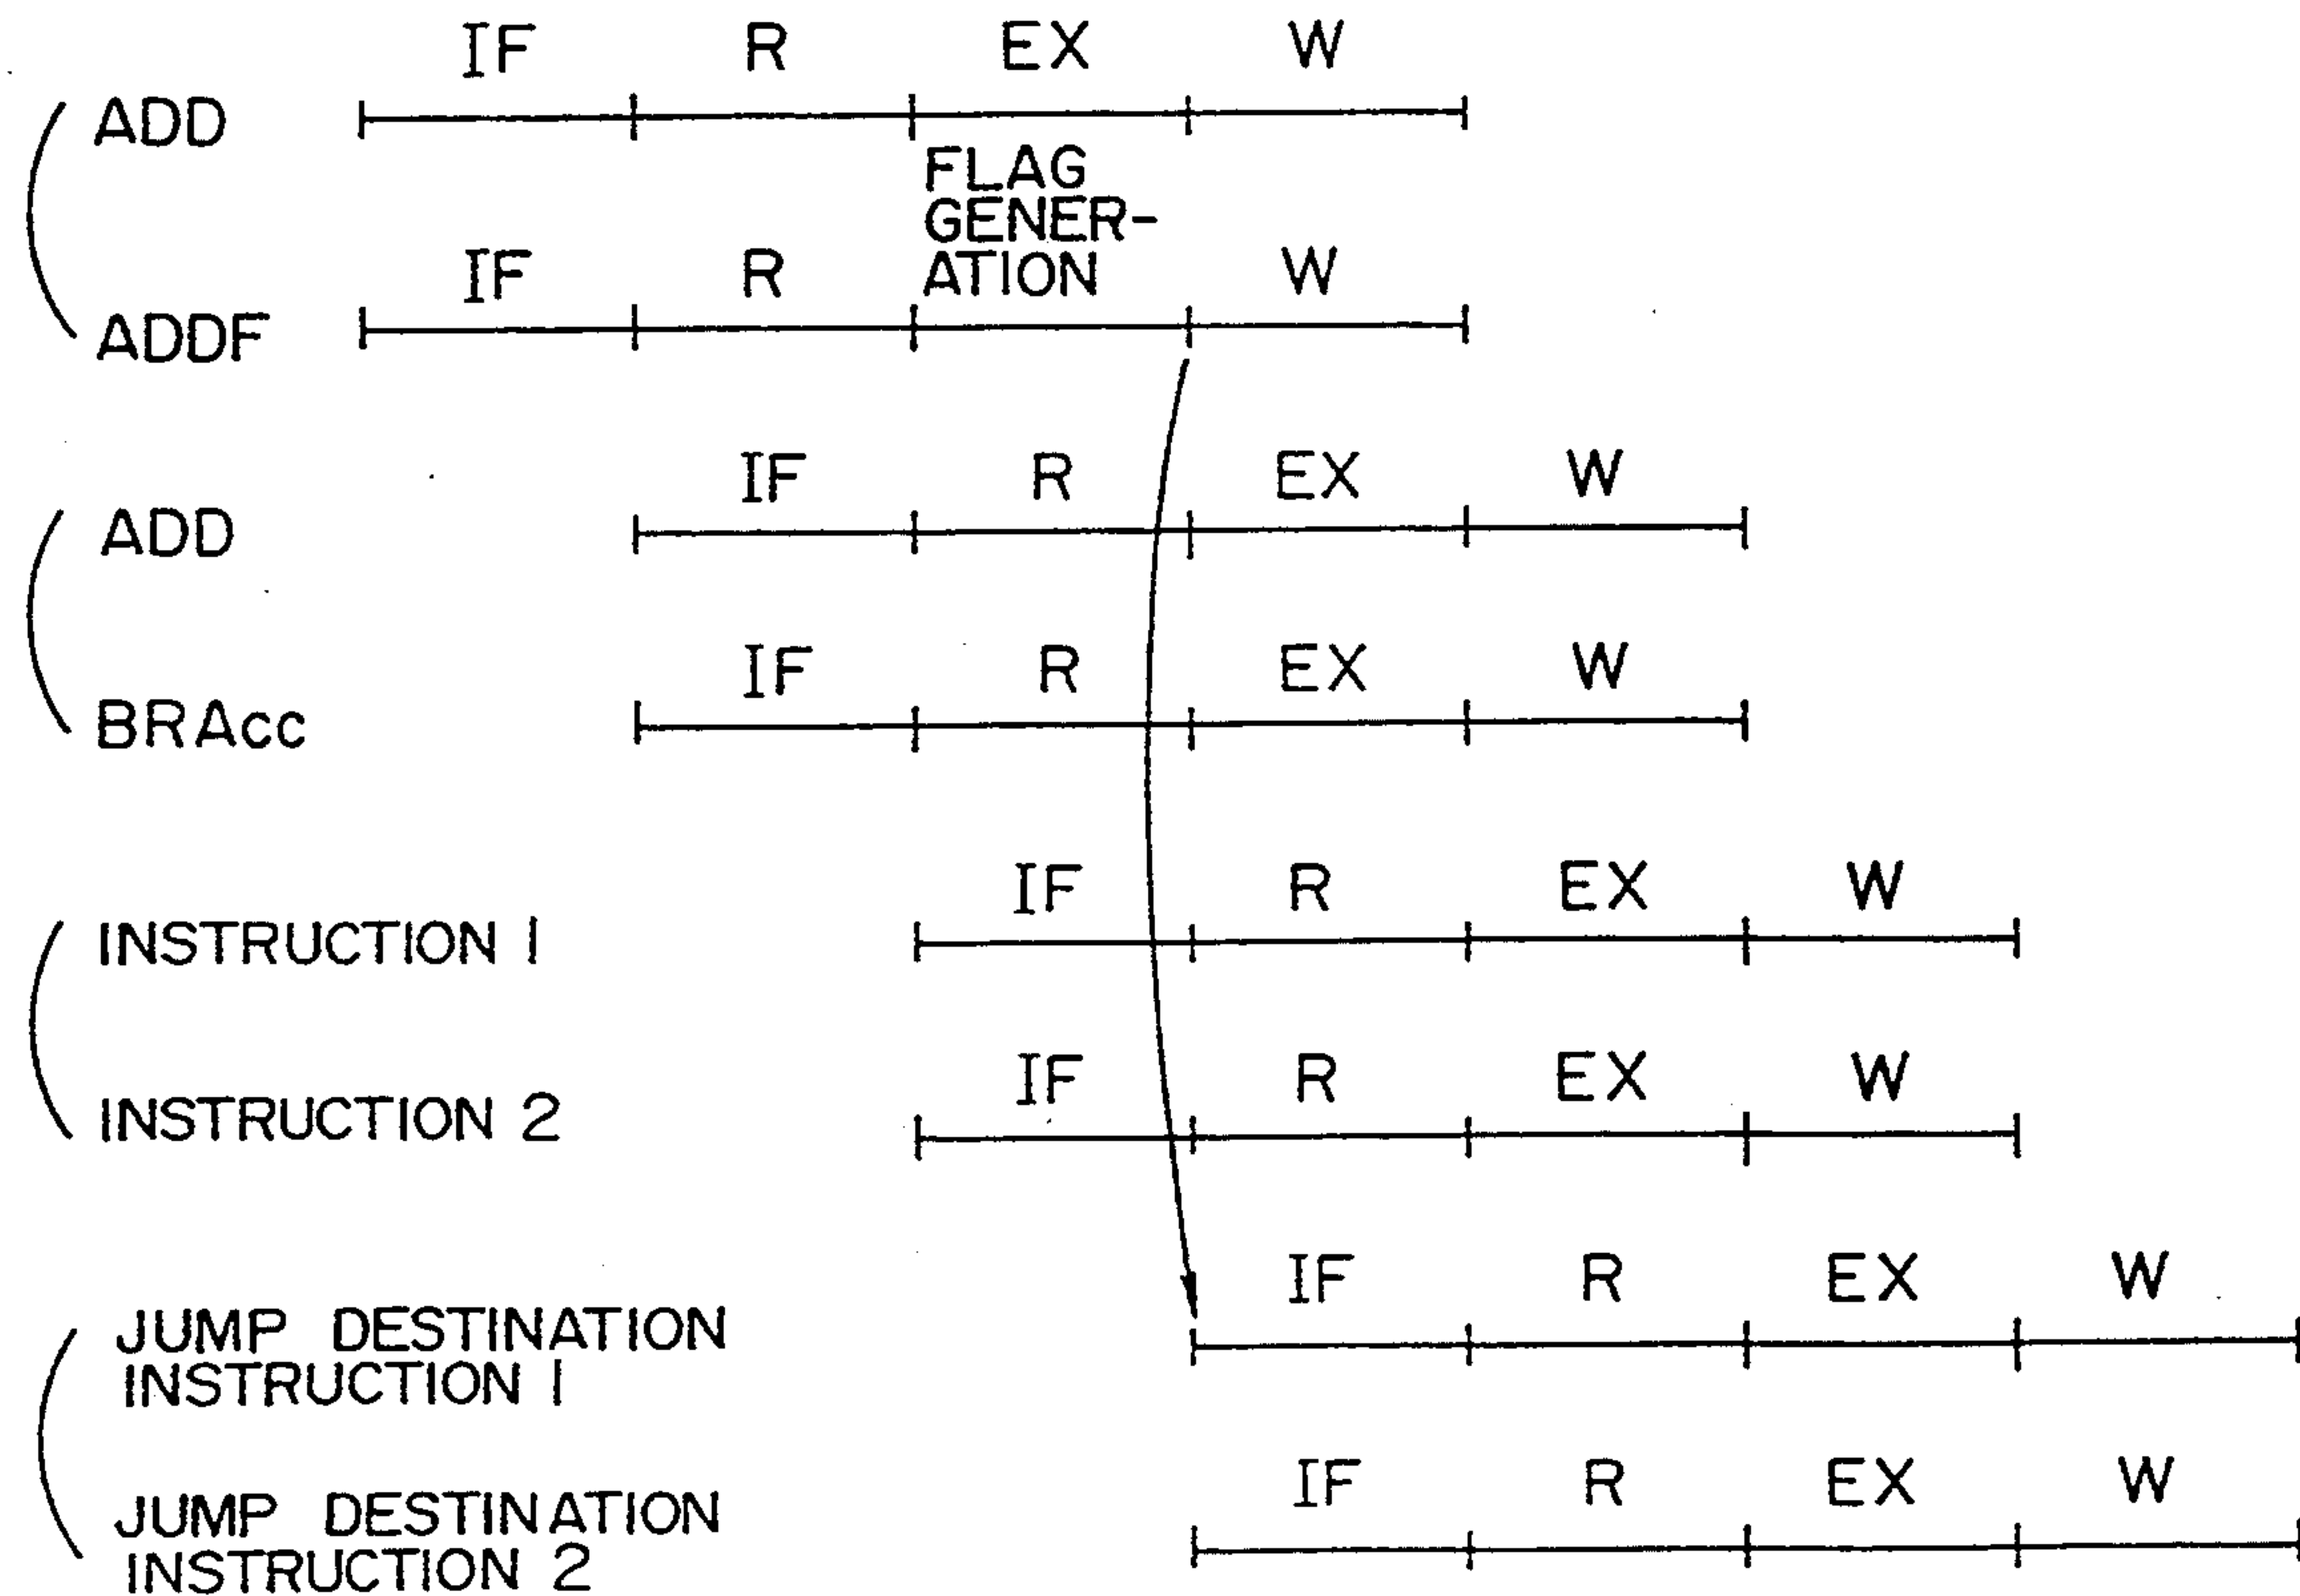 IF R EX W
ADD
FLAG
GENER-
IF R ATION W
ADDF
IF R EX W
ADD
IF R EX W
BRAcc
IF R EX W
INSTRUCTION 1
IF R EX W
INSTRUCTION 2
IF R EX W
JUMP DESTINATION
INSTRUCTION 1
IF R EX W
JUMP DESTINATION
INSTRUCTION 2